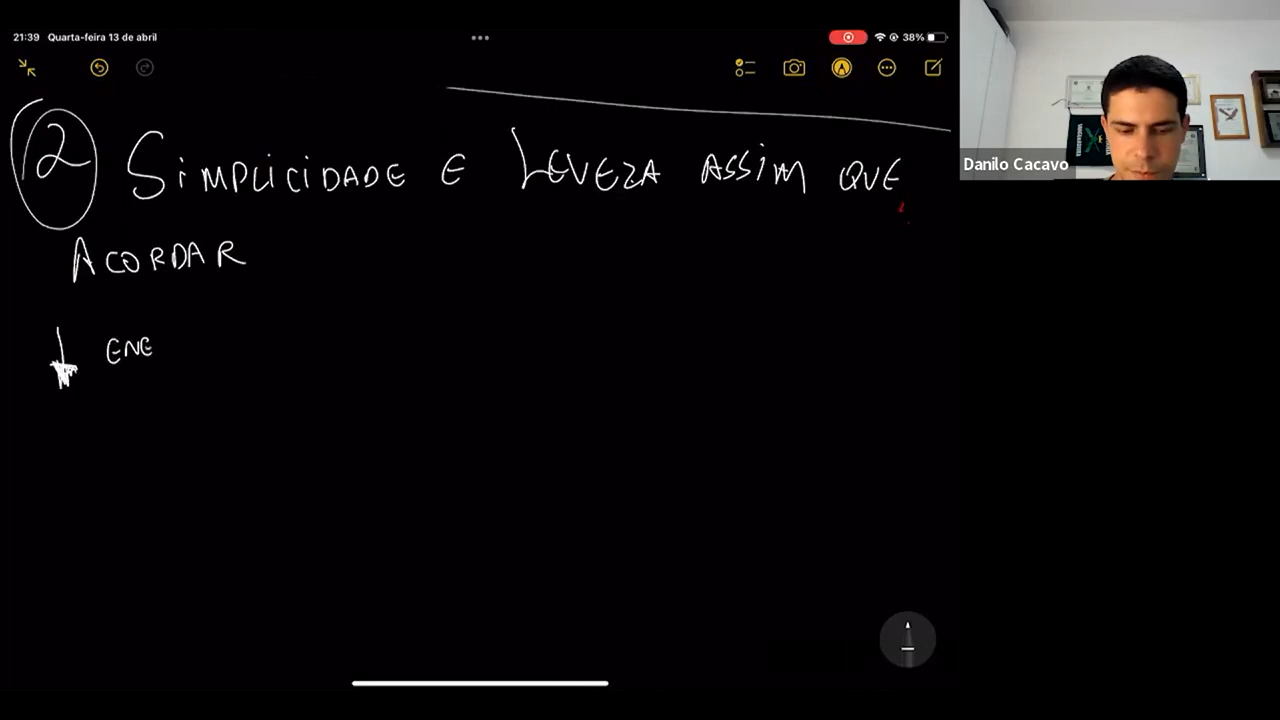 21:39 Quarta-feira 13 de abril
38%
2 SIMPLICIDADE E LEVEZA ASSIM QUE
ACORDAR
↓ ENE
Danilo Cacavo